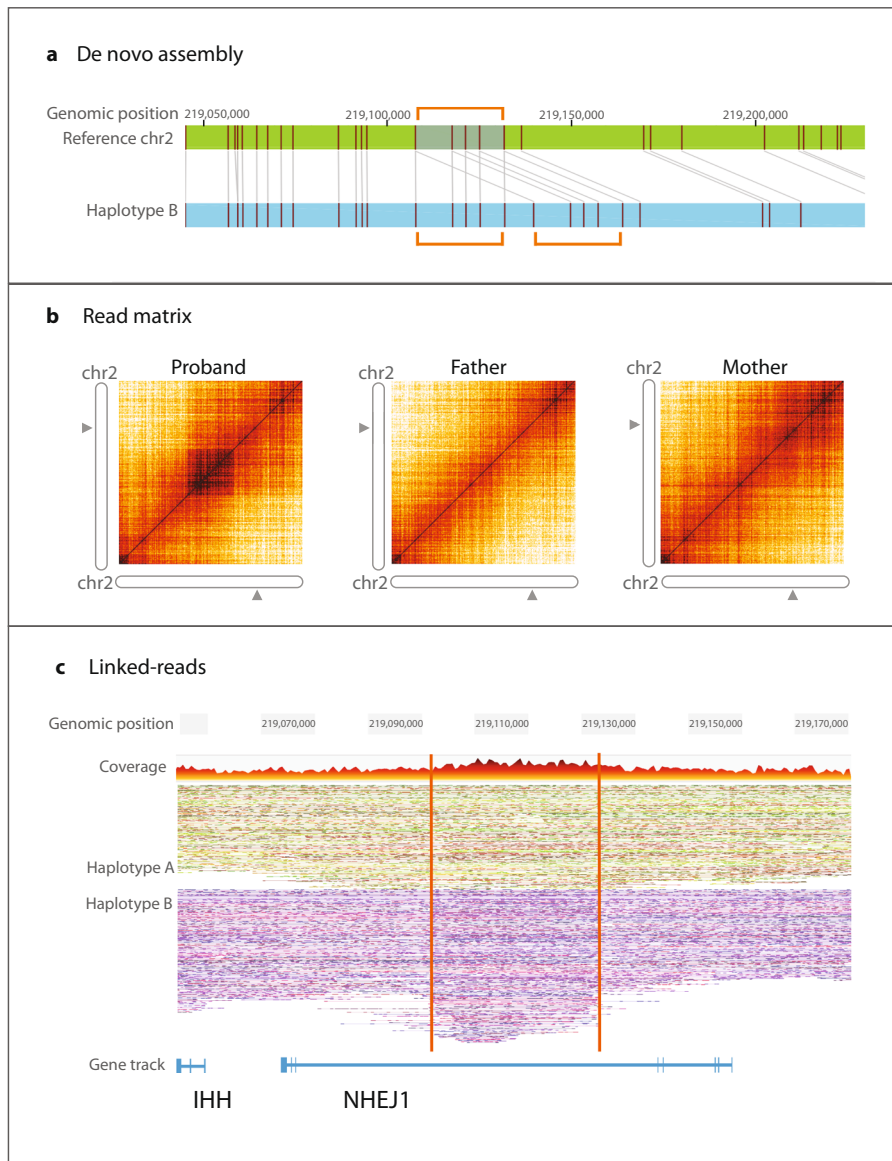 a De novo assembly
Genomic position 219,050,000 219,100,000 219,150,000 219,200,000
Reference chr2
Haplotype B
b Read matrix
chr2 Proband chr2 Father chr2 Mother
chr2 chr2 chr2
c Linked-reads
Genomic position 219,070,000 219,090,000 219,110,000 219,130,000 219,150,000 219,170,000
Coverage
Haplotype A
Haplotype B
Gene track
IHH NHEJ1